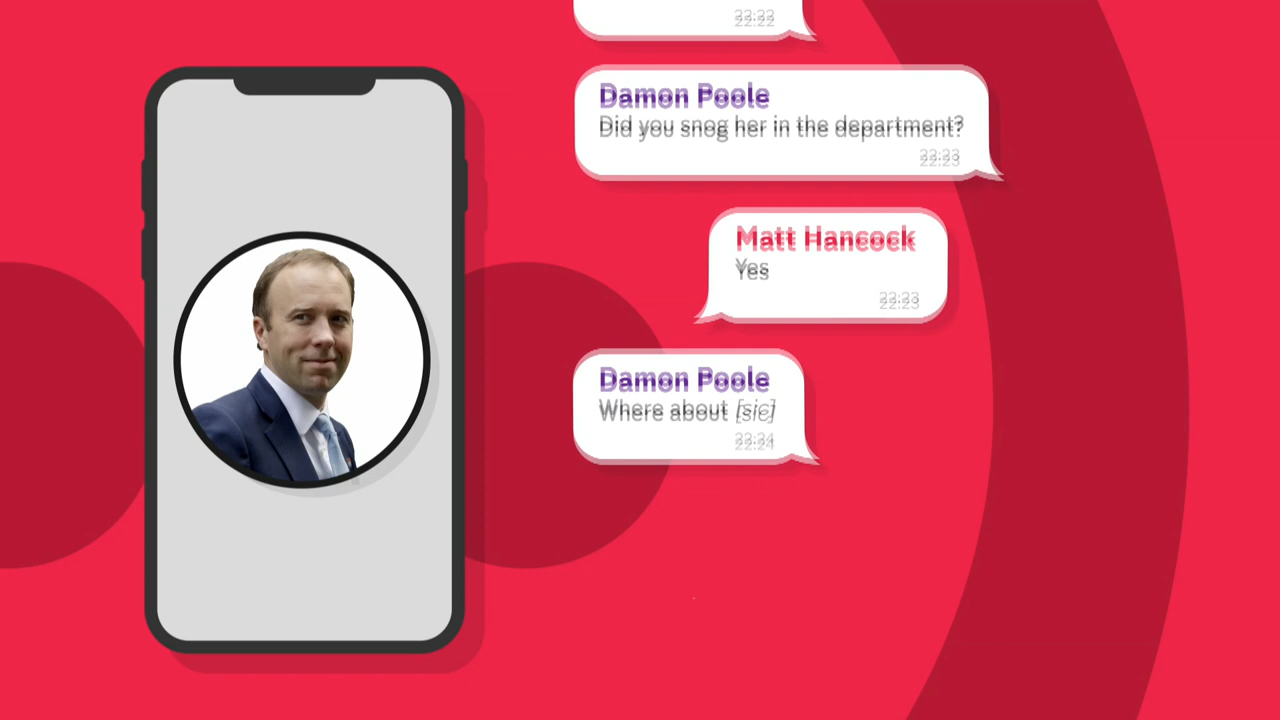 22:22
Damon Poole
Did you snog her in the department?
22:23
Matt Hancock
Yes
22:23
Damon Poole
Where about [sic]
22:24